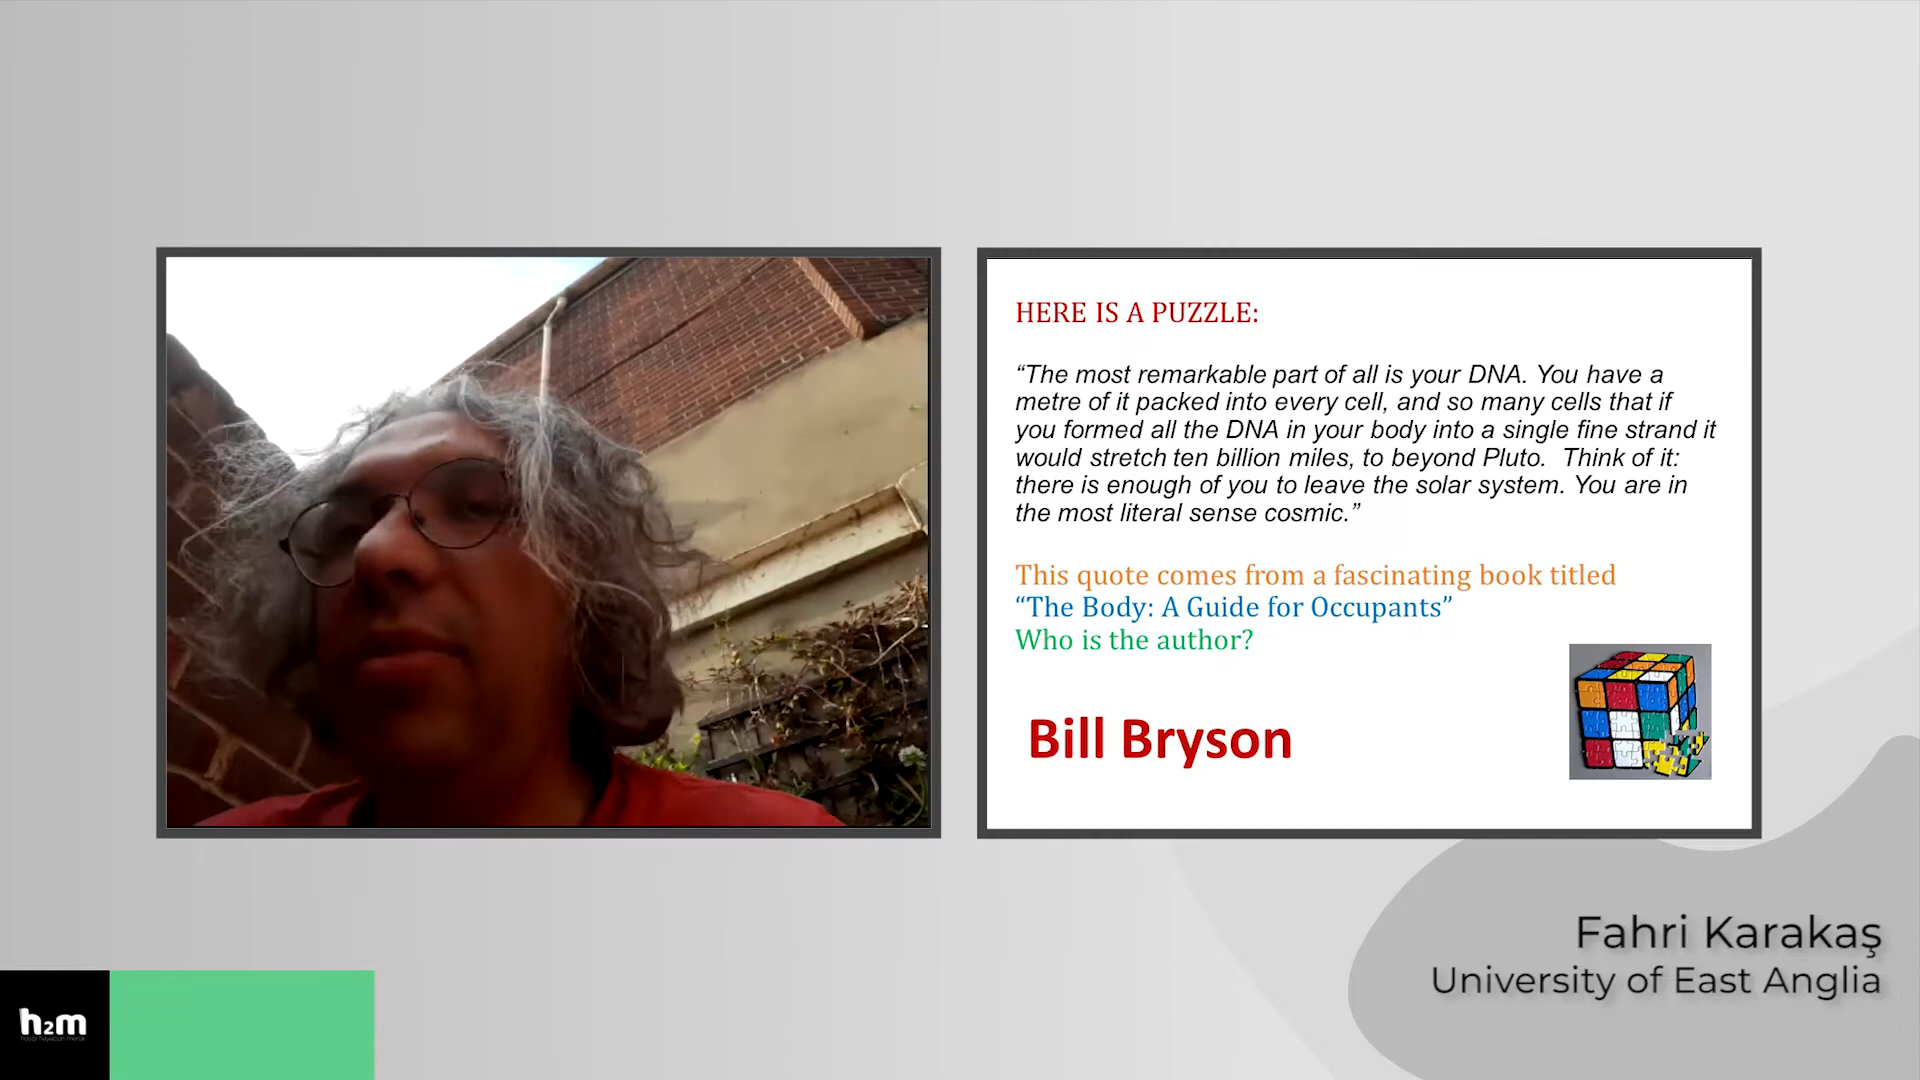 HERE IS A PUZZLE:
“The most remarkable part of all is your DNA. You have a
metre of it packed into every cell, and so many cells that if
you formed all the DNA in your body into a single fine strand it
would stretch ten billion miles, to beyond Pluto.  Think of it:
there is enough of you to leave the solar system. You are in
the most literal sense cosmic.”
This quote comes from a fascinating book titled
“The Body: A Guide for Occupants”
Who is the author?
Bill Bryson
Fahri Karakaş
University of East Anglia
h2m
hayal heyecan merak